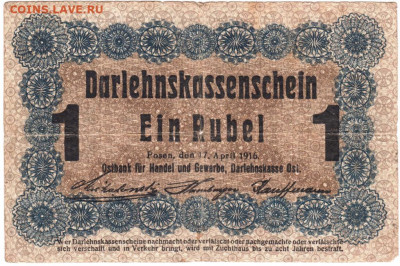 COINS.LAVE.RU
Darlehnskassenschein
1 Ein Rubel 1
Posen, den 17. April 1916.
Ostbank für Handel und Gewerbe, Darlehnskasse Ost.
Wer Darlehnskassenscheine nachmacht oder verfälscht oder nachgemachte oder verfälschte
sich verschafft und in Verkehr bringt, wird mit Zuchthaus bis zu acht Jahren bestraft.